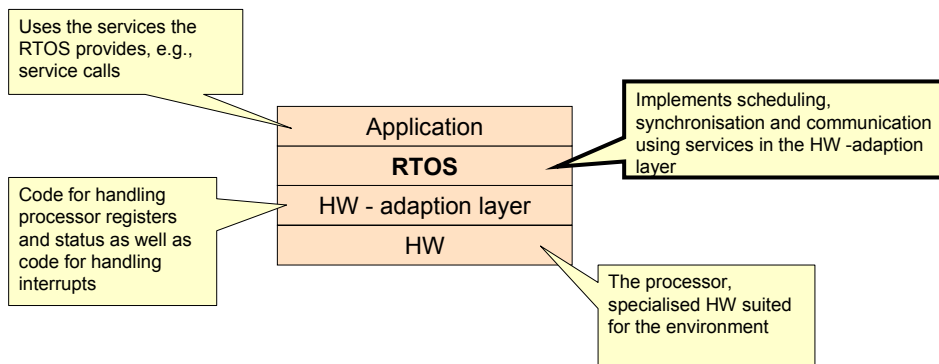 Uses the services the
RTOS provides, e.g.,
service calls
Application
RTOS
HW - adaption layer
HW
Implements scheduling,
synchronisation and communication
using services in the HW -adaption
layer
Code for handling
processor registers
and status as well as
code for handling
interrupts
The processor,
specialised HW suited
for the environment